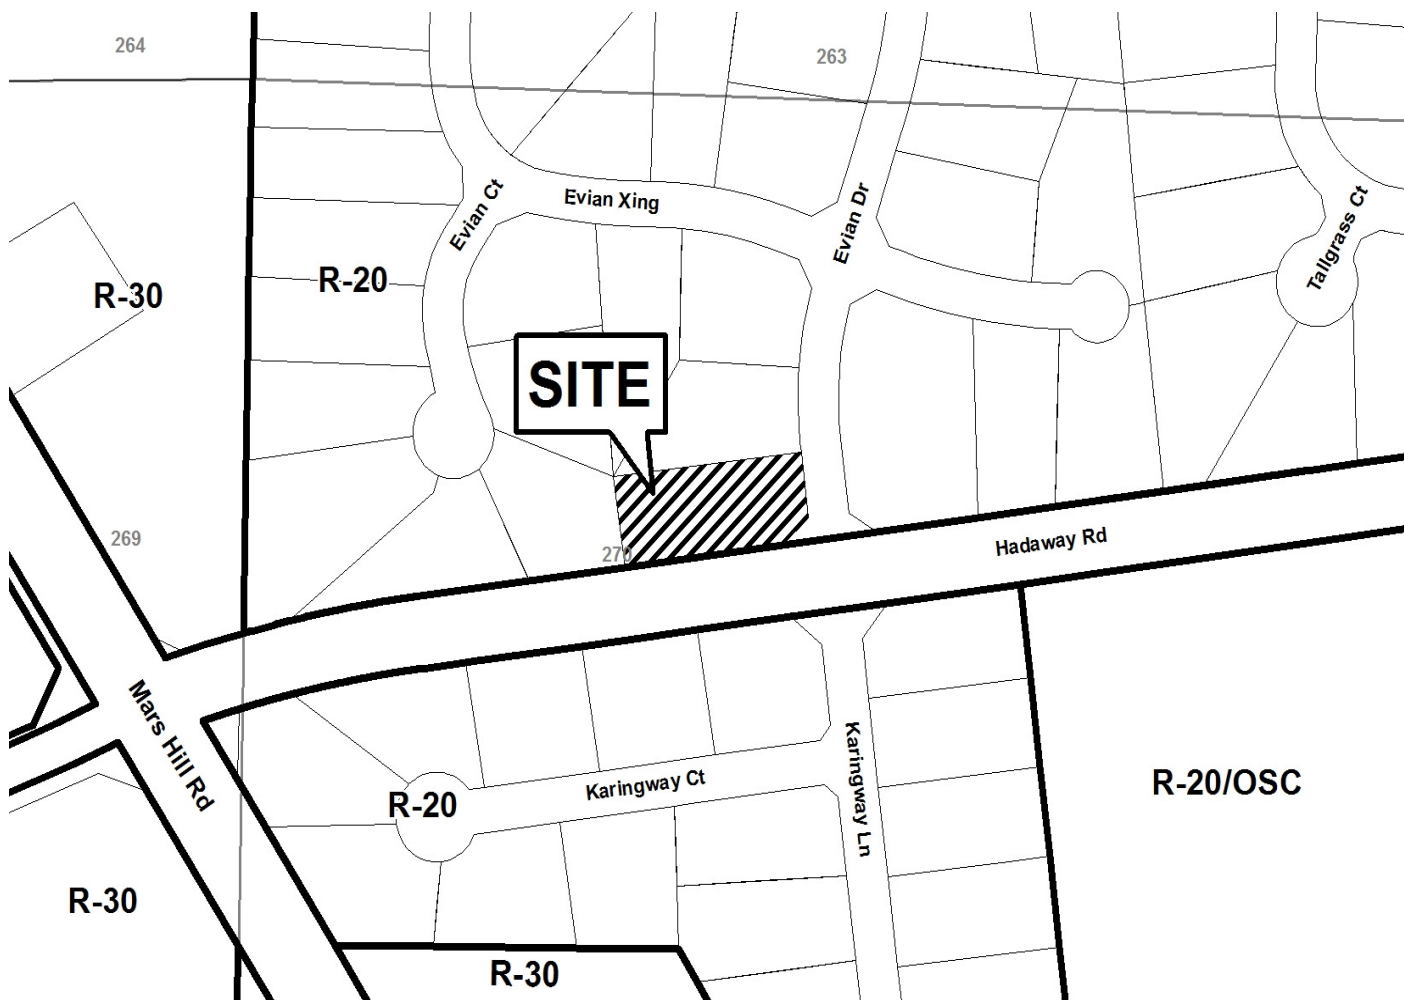 264
263
Evian Ct
Evian Xing
Evian Dr
Tallgrass Ct
R-30
R-20
SITE
269
270
Hadaway Rd
Mars Hill Rd
Karingway Ct
Karingway Ln
R-20
R-20/OSC
R-30
R-30